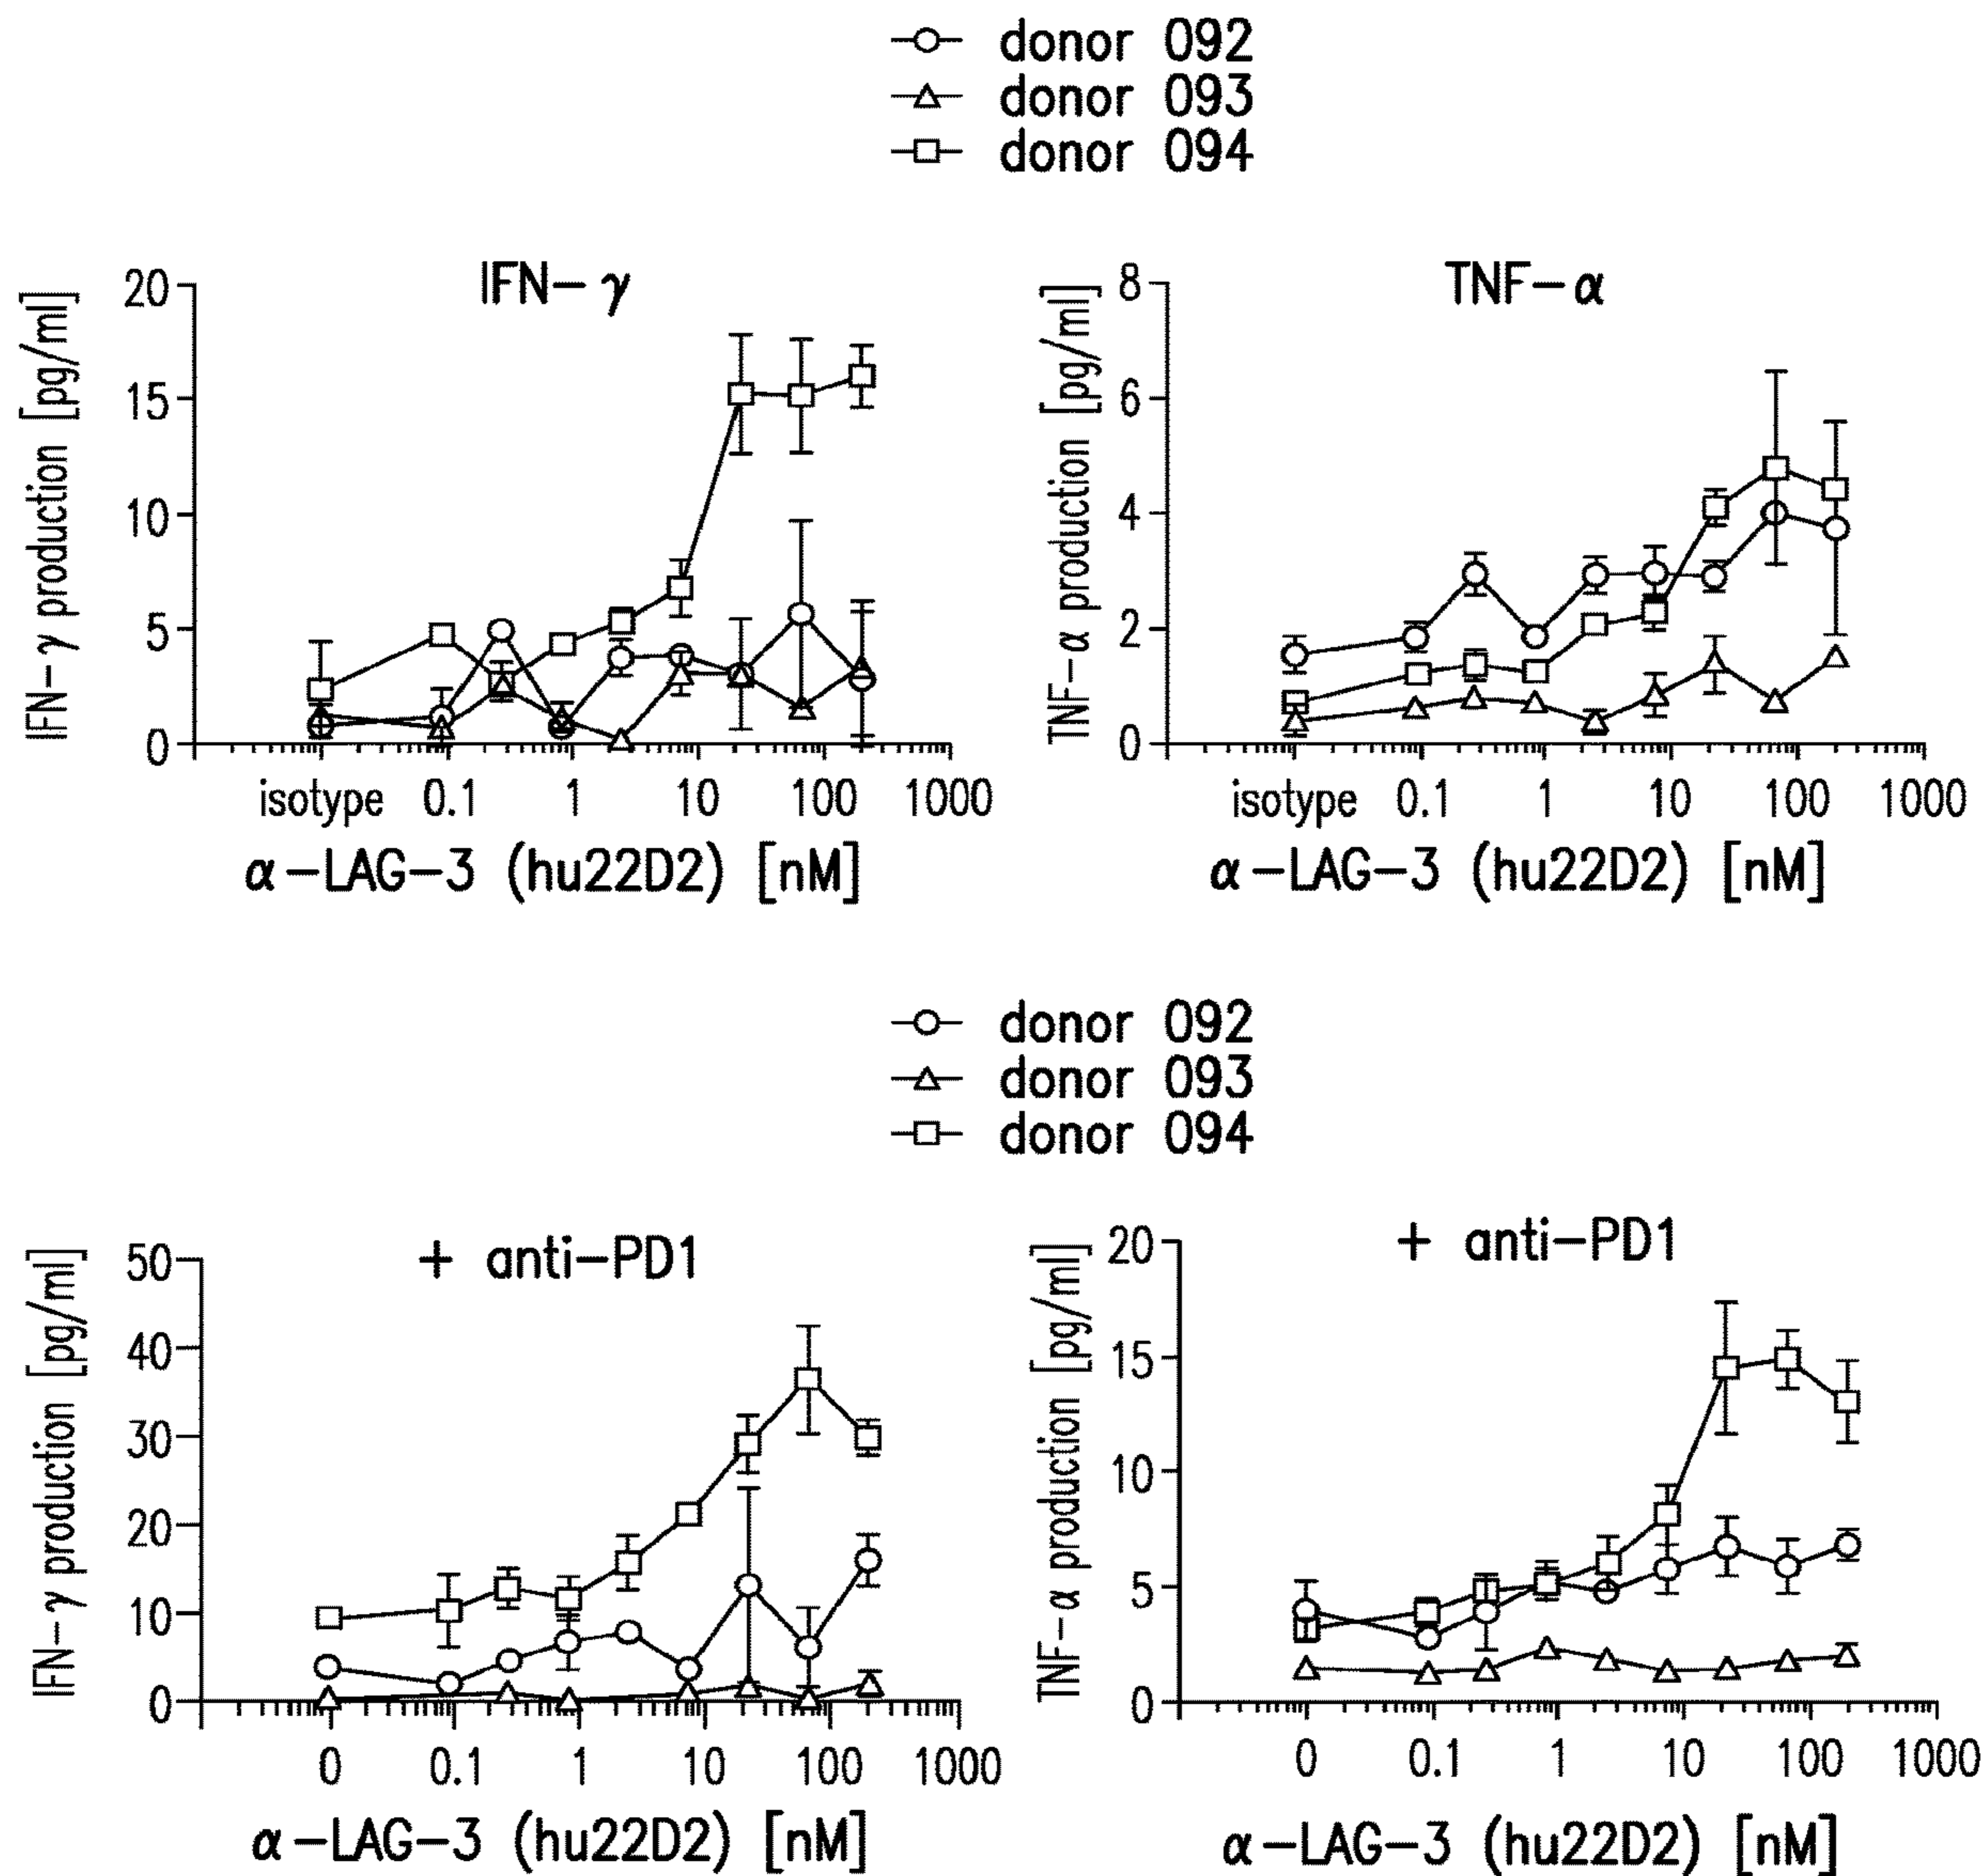 donor 092
donor 093
donor 094
IFN-γ
IFN-γ production [pg/ml]
20
15
10
5
0
isotype 0.1 1 10 100 1000
α-LAG-3 (hu22D2) [nM]
TNF-α
TNF-α production [pg/ml]
8
6
4
2
0
isotype 0.1 1 10 100 1000
α-LAG-3 (hu22D2) [nM]
donor 092
donor 093
donor 094
+ anti-PD1
IFN-γ production [pg/ml]
50
40
30
20
10
0
0 0.1 1 10 100 1000
α-LAG-3 (hu22D2) [nM]
+ anti-PD1
TNF-α production [pg/ml]
20
15
10
5
0
0 0.1 1 10 100 1000
α-LAG-3 (hu22D2) [nM]